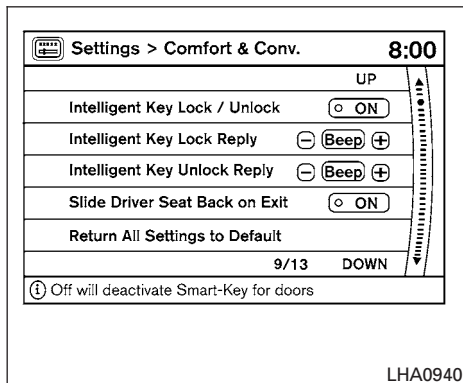 Settings > Comfort & Conv. 8:00
UP
Intelligent Key Lock / Unlock ON
Intelligent Key Lock Reply Beep
Intelligent Key Unlock Reply Beep
Slide Driver Seat Back on Exit ON
Return All Settings to Default
9/13 DOWN
Off will deactivate Smart-Key for doors
LHA0940